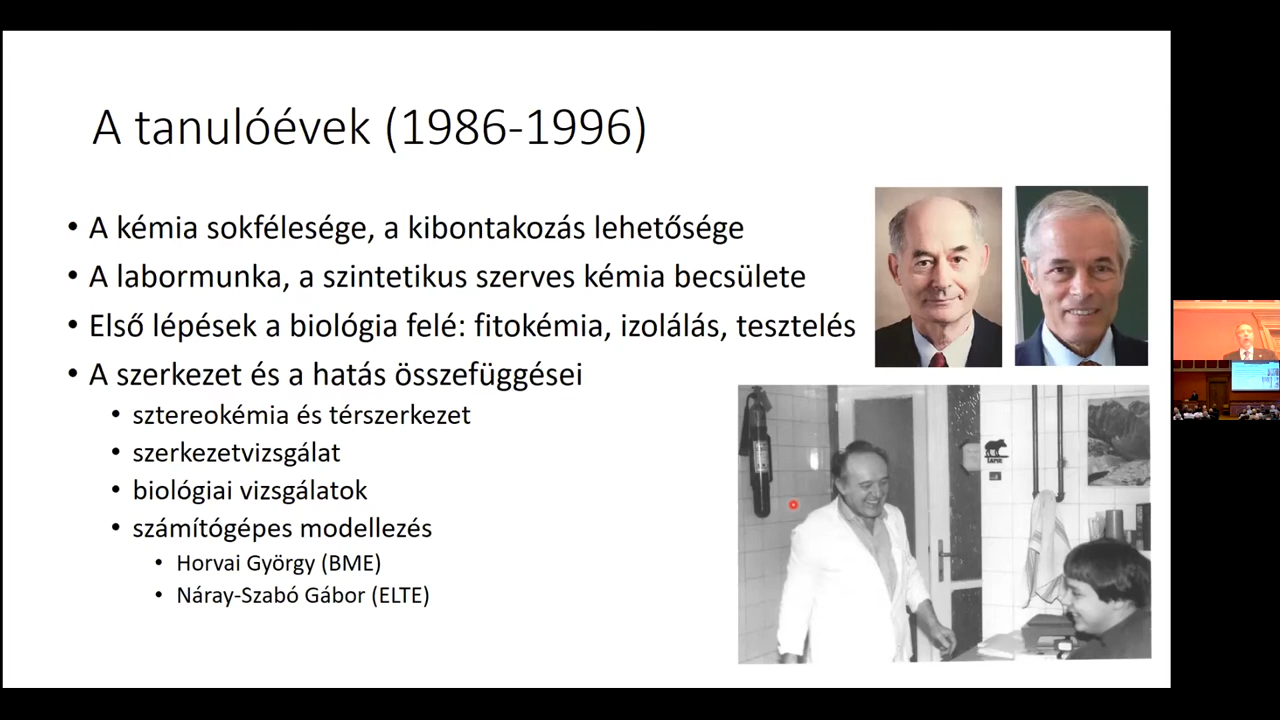 A tanulóévek (1986-1996)
• A kémia sokfélesége, a kibontakozás lehetősége
• A labormunka, a szintetikus szerves kémia becsülete
• Első lépések a biológia felé: fitokémia, izolálás, tesztelés
• A szerkezet és a hatás összefüggései
• sztereokémia és térszerkezet
• szerkezetvizsgálat
• biológiai vizsgálatok
• számítógépes modellezés
• Horvai György (BME)
• Náray-Szabó Gábor (ELTE)